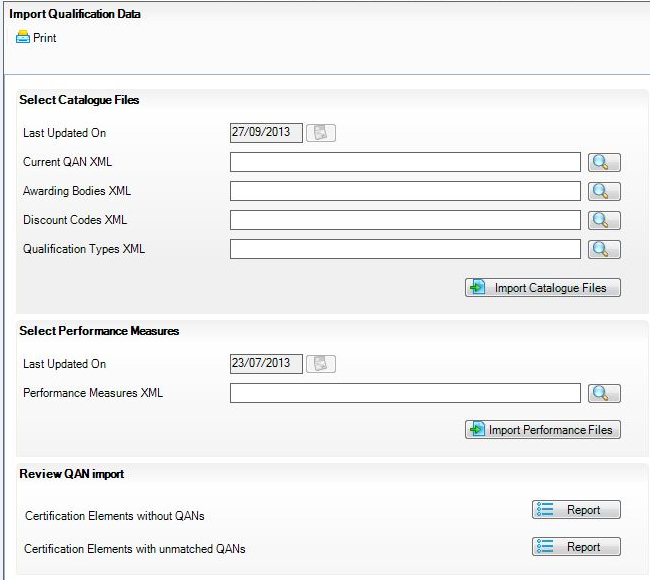 Import Qualification Data
Print
Select Catalogue Files
Last Updated On 27/09/2013
Current QAN XML
Awarding Bodies XML
Discount Codes XML
Qualification Types XML
Import Catalogue Files
Select Performance Measures
Last Updated On 23/07/2013
Performance Measures XML
Import Performance Files
Review QAN import
Certification Elements without QANs Report
Certification Elements with unmatched QANs Report